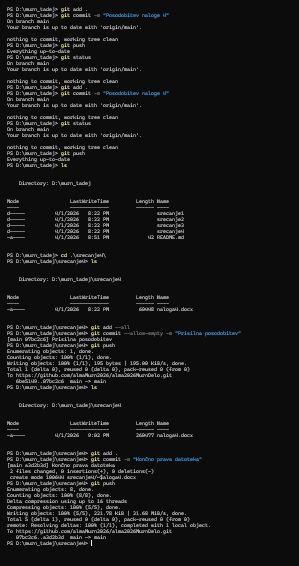 PS D:\murn_tadej> git add .
PS D:\murn_tadej> git commit -m "Posodobitev naloge 4"
On branch main
Your branch is up to date with 'origin/main'.

nothing to commit, working tree clean
PS D:\murn_tadej> git push
Everything up-to-date
PS D:\murn_tadej> git status
On branch main
Your branch is up to date with 'origin/main'.

nothing to commit, working tree clean
PS D:\murn_tadej> git add .
PS D:\murn_tadej> git commit -m "Posodobitev naloge 4"
On branch main
Your branch is up to date with 'origin/main'.

nothing to commit, working tree clean
PS D:\murn_tadej> git status
On branch main
Your branch is up to date with 'origin/main'.

nothing to commit, working tree clean
PS D:\murn_tadej> git push
Everything up-to-date
PS D:\murn_tadej> ls

Directory: D:\murn_tadej

Mode LastWriteTime Length Name
---- ------------- ------ ----
d----- 4/1/2026 8:22 PM srecanje1
d----- 4/1/2026 8:22 PM srecanje2
d----- 4/1/2026 8:22 PM srecanje3
d----- 4/1/2026 8:22 PM srecanje4
-a---- 4/1/2026 8:51 PM 43 README.md

PS D:\murn_tadej> cd .\srecanje4\
PS D:\murn_tadej\srecanje4> ls

Directory: D:\murn_tadej\srecanje4

Mode LastWriteTime Length Name
---- ------------- ------ ----
-a---- 4/1/2026 8:22 PM naloga4.docx

PS D:\murn_tadej\srecanje4> git add --all
PS D:\murn_tadej\srecanje4> git commit --allow-empty -m "Prisilna posodobitev"
[main 07bc2c6] Prisilna posodobitev
PS D:\murn_tadej\srecanje4> git push
Enumerating objects: 1, done.
Counting objects: 100% (1/1), done.
Writing objects: 100% (1/1), 195 bytes | 195.00 KiB/s, done.
Total 1 (delta 0), reused 0 (delta 0), pack-reused 0 (from 0)
To https://github.com/almaMurn2026/alma2026MurnDelo.git
07bc2c6 main -> main
PS D:\murn_tadej\srecanje4> ls

Directory: D:\murn_tadej\srecanje4

Mode LastWriteTime Length Name
---- ------------- ------ ----
-a---- 4/1/2026 9:02 PM naloga4.docx

PS D:\murn_tadej\srecanje4> git add .
PS D:\murn_tadej\srecanje4> git commit -m "Končno prava datoteka"
[main a3d2b3d] Končno prava datoteka
2 files changed, 0 insertions(+), 0 deletions(-)
create mode 100644 srecanje4/~$aloga4.docx
PS D:\murn_tadej\srecanje4> git push
Enumerating objects: 8, done.
Counting objects: 100% (8/8), done.
Delta compression using up to 16 threads
Compressing objects: 100% (5/5), done.
Writing objects: 100% (5/5), 221.78 KiB | 31.68 MiB/s, done.
Total 5 (delta 1), reused 0 (delta 0), pack-reused 0 (from 0)
remote: Resolving deltas: 100% (1/1), completed with 1 local object.
To https://github.com/almaMurn2026/alma2026MurnDelo.git
07bc2c6..a3d2b3d main -> main
PS D:\murn_tadej\srecanje4>